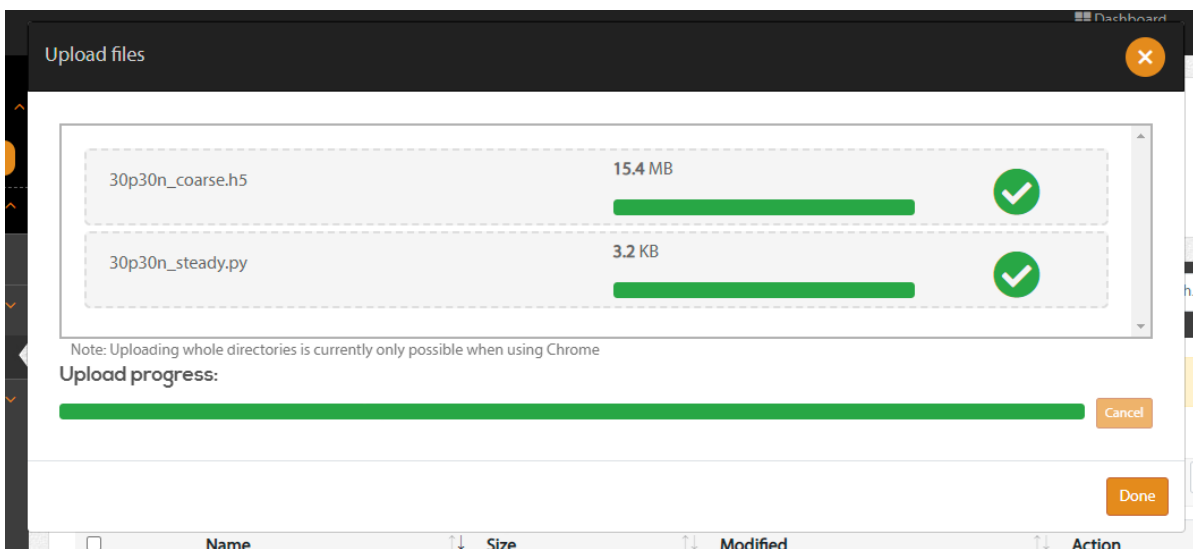 Dashboard
Upload files
30p30n_coarse.h5
15.4 MB
30p30n_steady.py
3.2 KB
h.
Note: Uploading whole directories is currently only possible when using Chrome
Upload progress:
Cancel
Done
Name
Size
Modified
Action